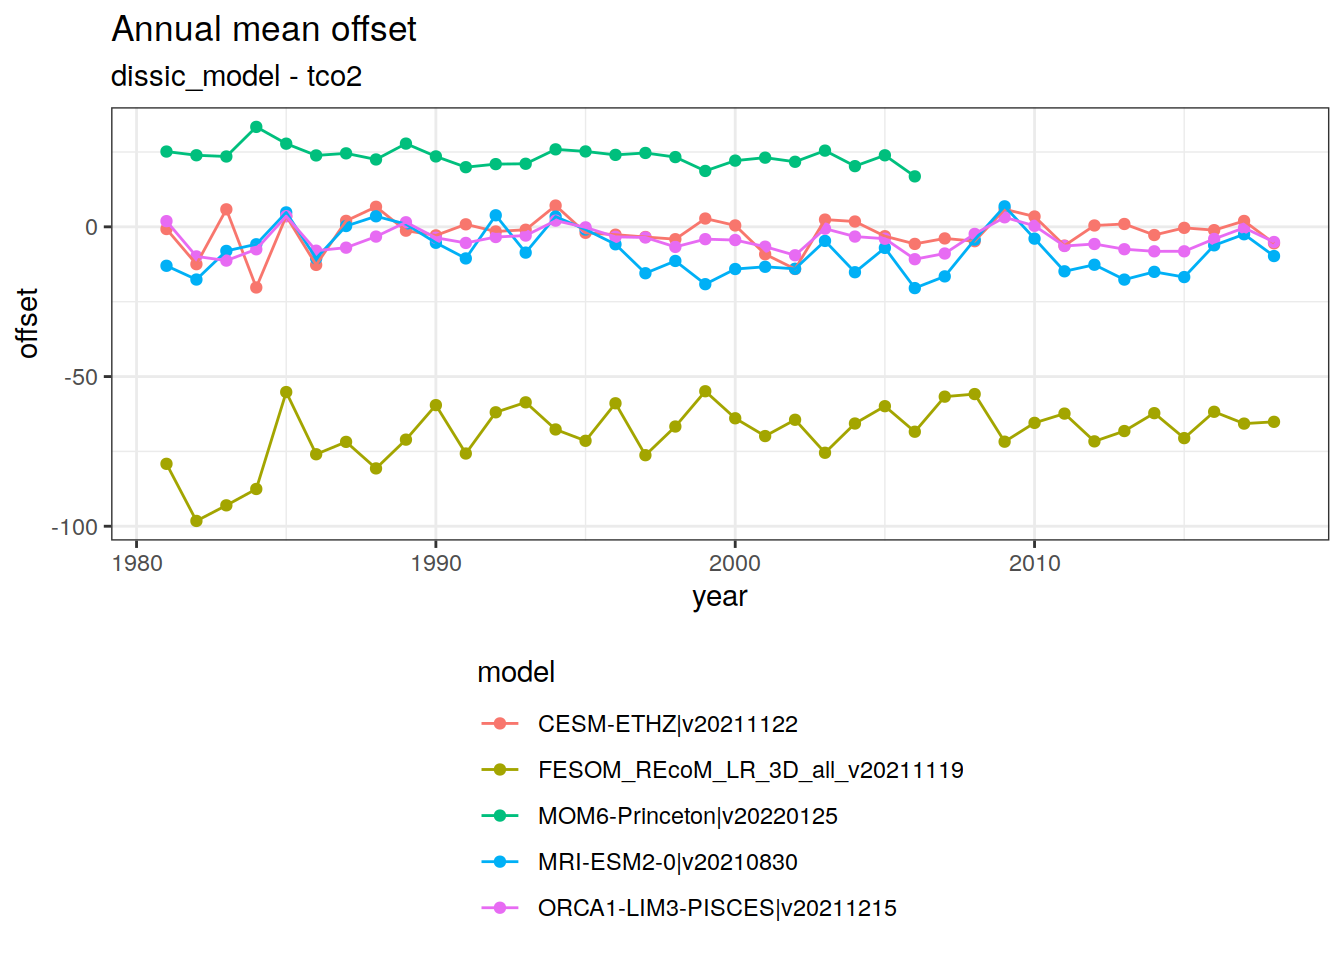 Annual mean offset
dissic_model - tco2
offset
0
-50
-100
1980 1990 2000 2010
year
model
CESM-ETHZ|v20211122
FESOM_REcoM_LR_3D_all_v20211119
MOM6-Princeton|v20220125
MRI-ESM2-0|v20210830
ORCA1-LIM3-PISCES|v20211215